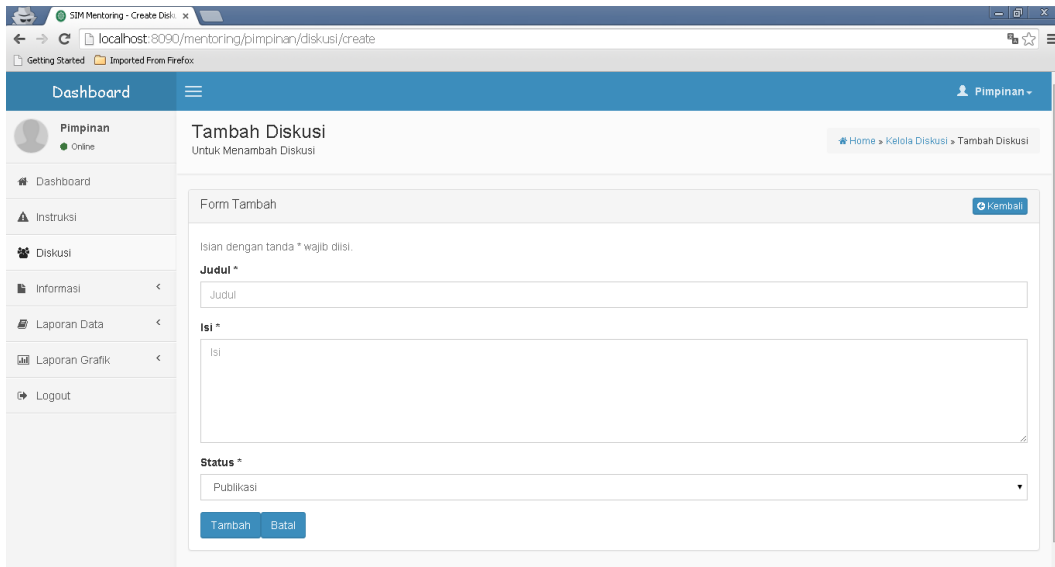 SIM Mentoring - Create Disku
localhost:8090/mentoring/pimpinan/diskusi/create
Getting Started Imported From Firefox
Dashboard Pimpinan
Pimpinan
Online
Tambah Diskusi
Untuk Menambah Diskusi
Home » Kelola Diskusi » Tambah Diskusi
Dashboard
Instruksi
Diskusi
Informasi
Laporan Data
Laporan Grafik
Logout
Form Tambah Kembali
Isian dengan tanda * wajib diisi.
Judul *
Judul
Isi *
Isi
Status *
Publikasi
Tambah Batal